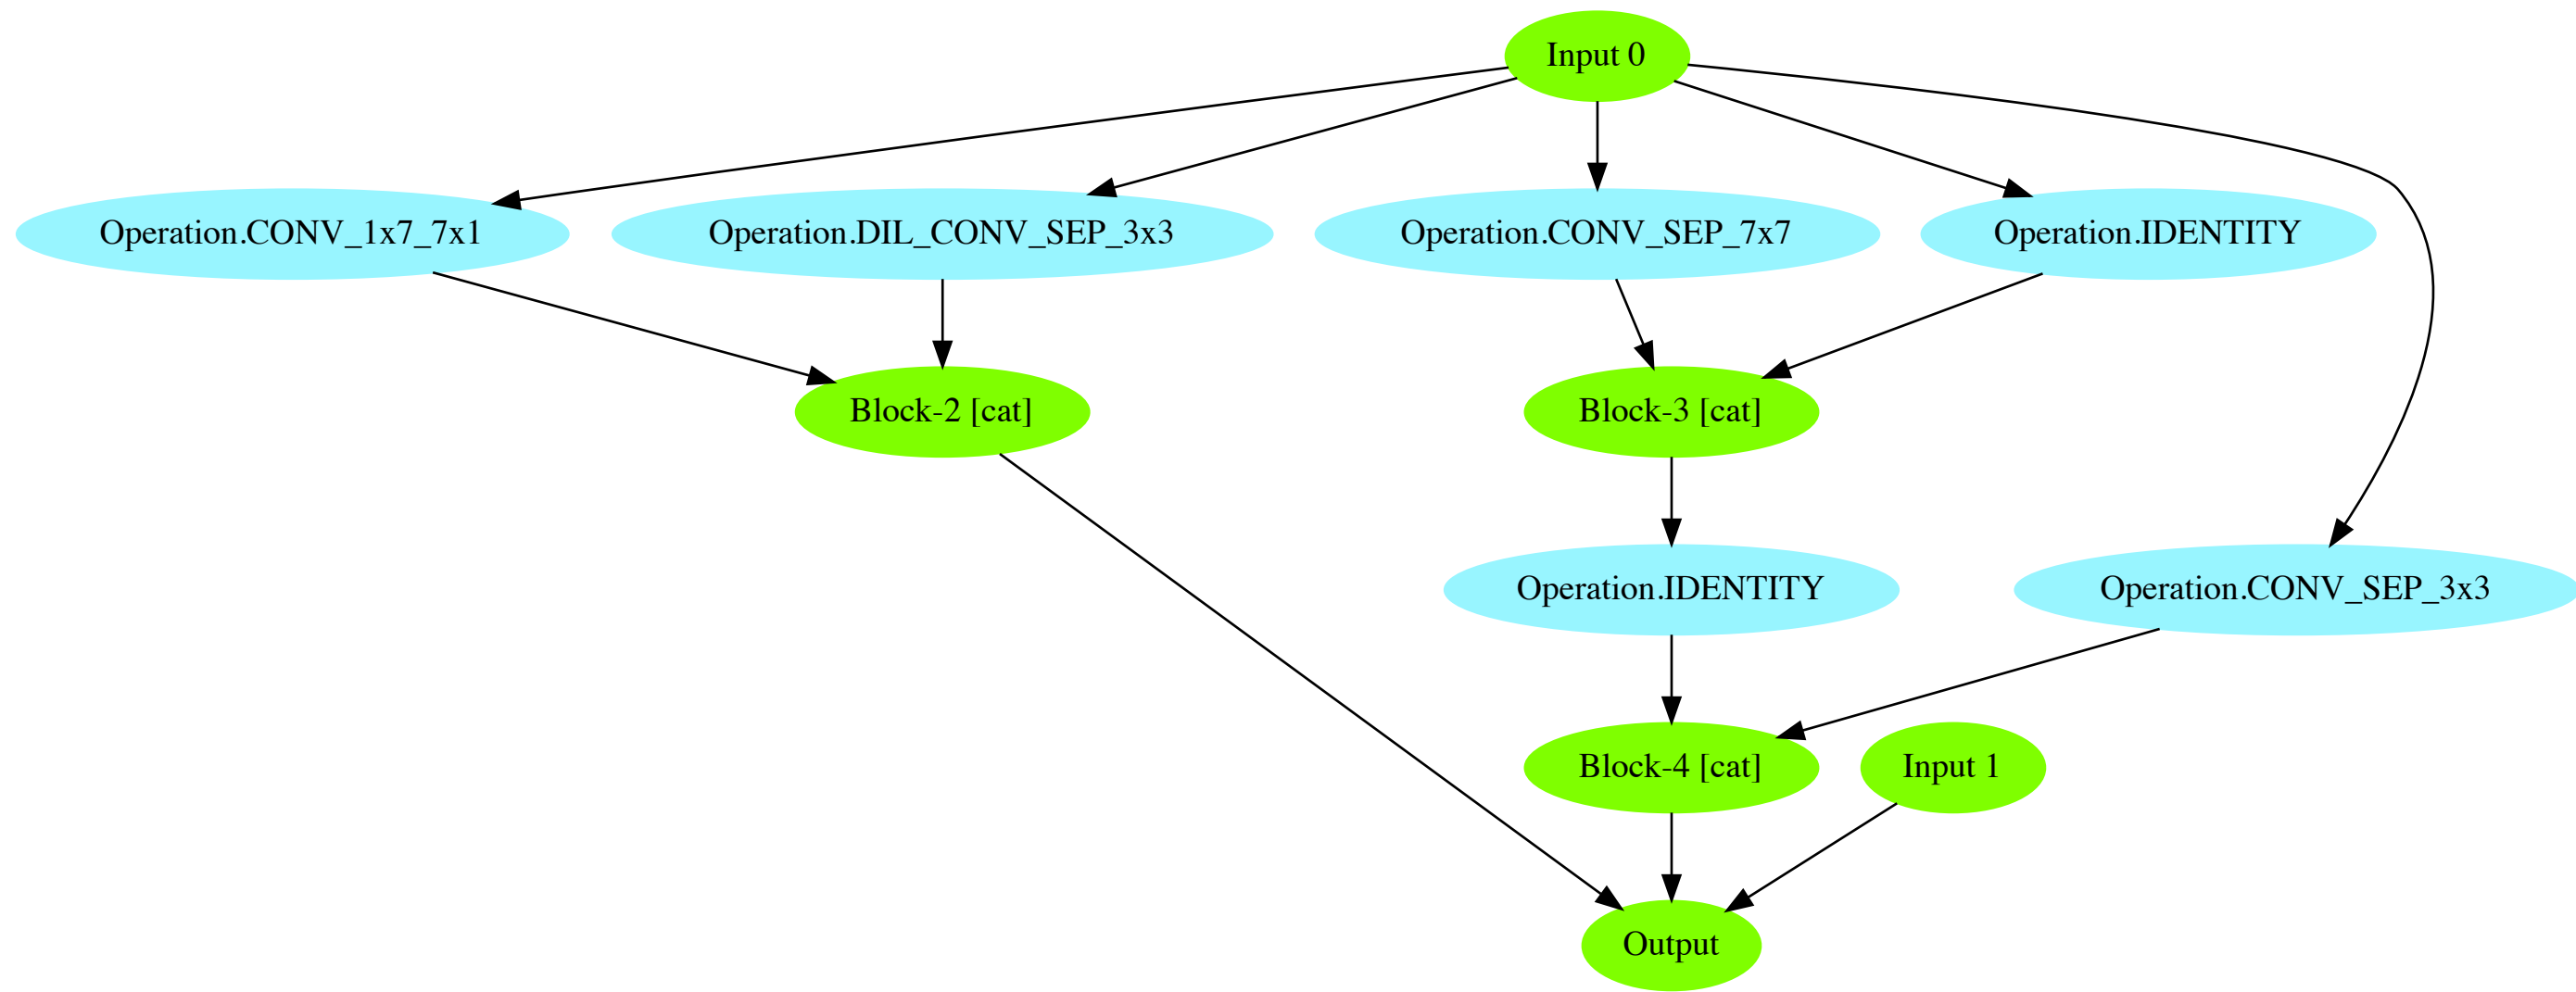 Input 0
Operation.CONV_1x7_7x1
Operation.DIL_CONV_SEP_3x3
Operation.CONV_SEP_7x7
Operation.IDENTITY
Block-2 [cat]
Block-3 [cat]
Operation.IDENTITY
Operation.CONV_SEP_3x3
Block-4 [cat]
Input 1
Output